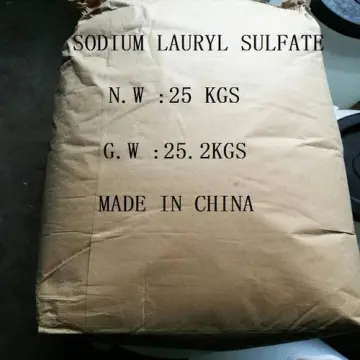 SODIUM LAURYL SULFATE
N.W :25 KGS
G.W :25.2KGS
MADE IN CHINA